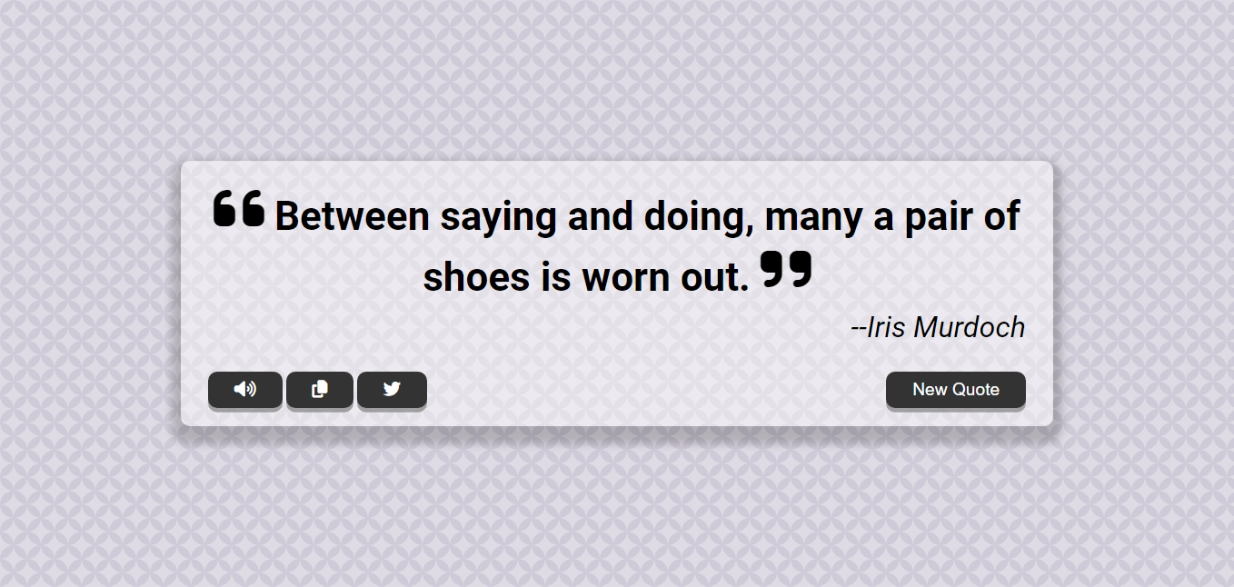 “ Between saying and doing, many a pair of
shoes is worn out. ”
--Iris Murdoch
New Quote